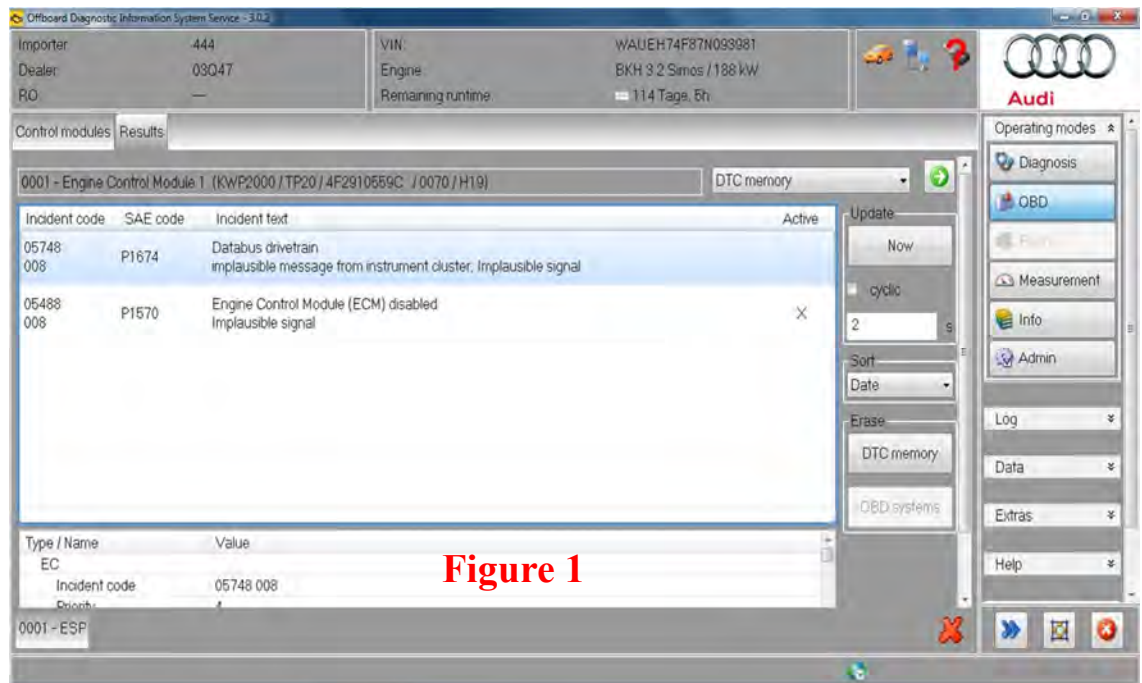 Offboard Diagnostic Information System Service - 3.0.2
Importer: 444 VIN: WAUEH74F87N093981
Dealer: 03Q47 Engine: BKH 3.2 Simos / 188 kW
RO: --- Remaining runtime: 114 Tage, 5h
Audi
Control modules Results
Operating modes
0001 - Engine Control Module 1 (KWP2000 / TP20 / 4F2910559C / 0070 / H19) DTC memory
Diagnosis
OBD
Measurement
Info
Admin
Log
Data
Extras
Help
Incident code SAE code Incident text Active
05748 P1674 Databus drivetrain
008 implausible message from instrument cluster, Implausible signal
05488 P1570 Engine Control Module (ECM) disabled X
008 Implausible signal
Update
Now
cyclic
2 s
Sort
Date
Erase
DTC memory
OBD systems
Type / Name Value
EC
Incident code 05748 008
Priority 4
Figure 1
0001 - ESP